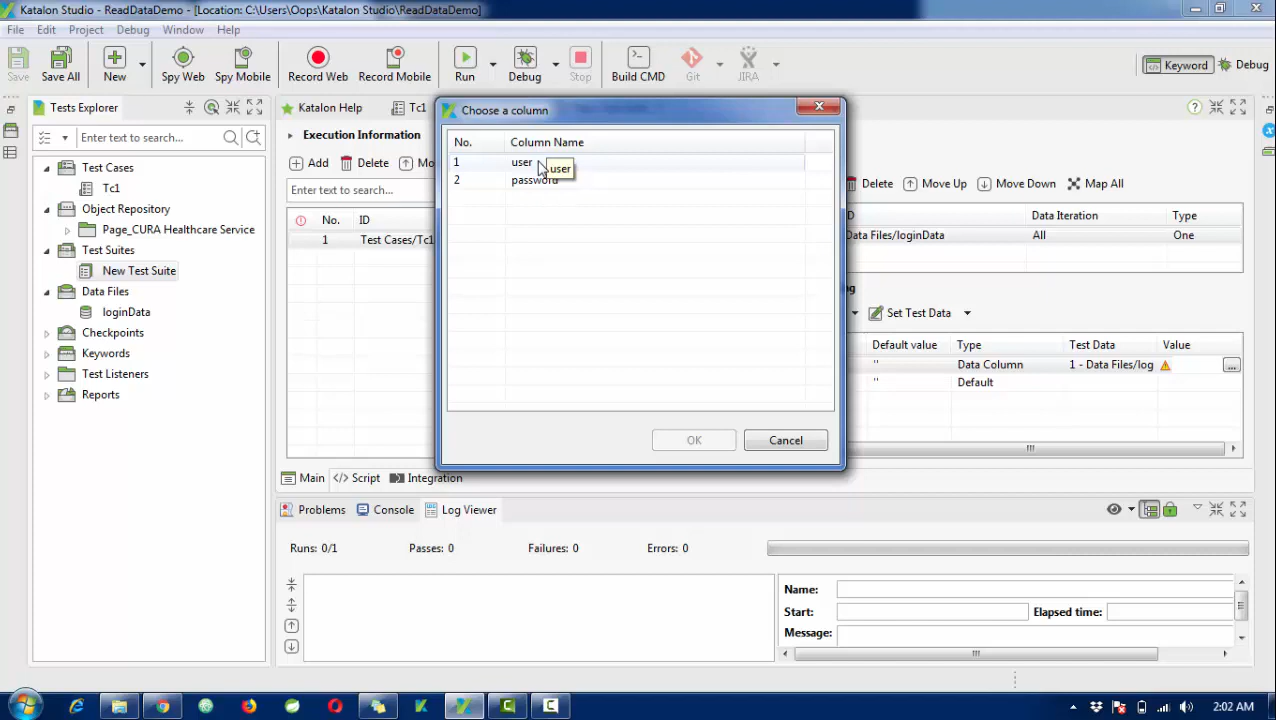 Katalon Studio - ReadDataDemo - [Location: C:\Users\Oops\Katalon Studio\ReadDataDemo]
File Edit Project Debug Window Help
Save Save All New Spy Web Spy Mobile Record Web Record Mobile Run Debug Stop Build CMD Git JIRA Keyword Debug
Tests Explorer
Enter text to search...
Test Cases
Tc1
Object Repository
Page_CURA Healthcare Service
Test Suites
New Test Suite
Data Files
loginData
Checkpoints
Keywords
Test Listeners
Reports
Katalon Help Tc1
Execution Information
Add Delete Mo
Enter text to search...
No. ID
1 Test Cases/Tc1
Choose a column
No. Column Name
1 user
user
2 password
OK Cancel
Delete Move Up Move Down Map All
ID Data Iteration Type
Data Files/loginData All One
Set Test Data
Default value Type Test Data Value
'' Data Column 1 - Data Files/log ...
'' Default
Main Script Integration
Problems Console Log Viewer
Runs: 0/1 Passes: 0 Failures: 0 Errors: 0
Name:
Start: Elapsed time:
Message:
2:02 AM